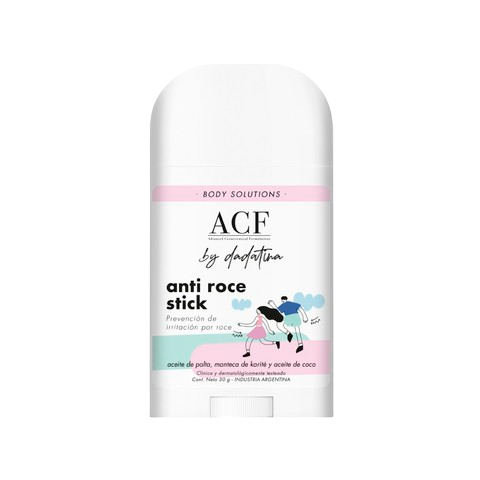 · BODY SOLUTIONS ·
ACF
Advanced Cosmeceutical Formulations
by dadatina
anti roce
stick
Prevención de
irritación por roce
aceite de palta, manteca de karité y aceite de coco
Clínica y dermatológicamente testeado
Cont. Neto 30 g - INDUSTRIA ARGENTINA